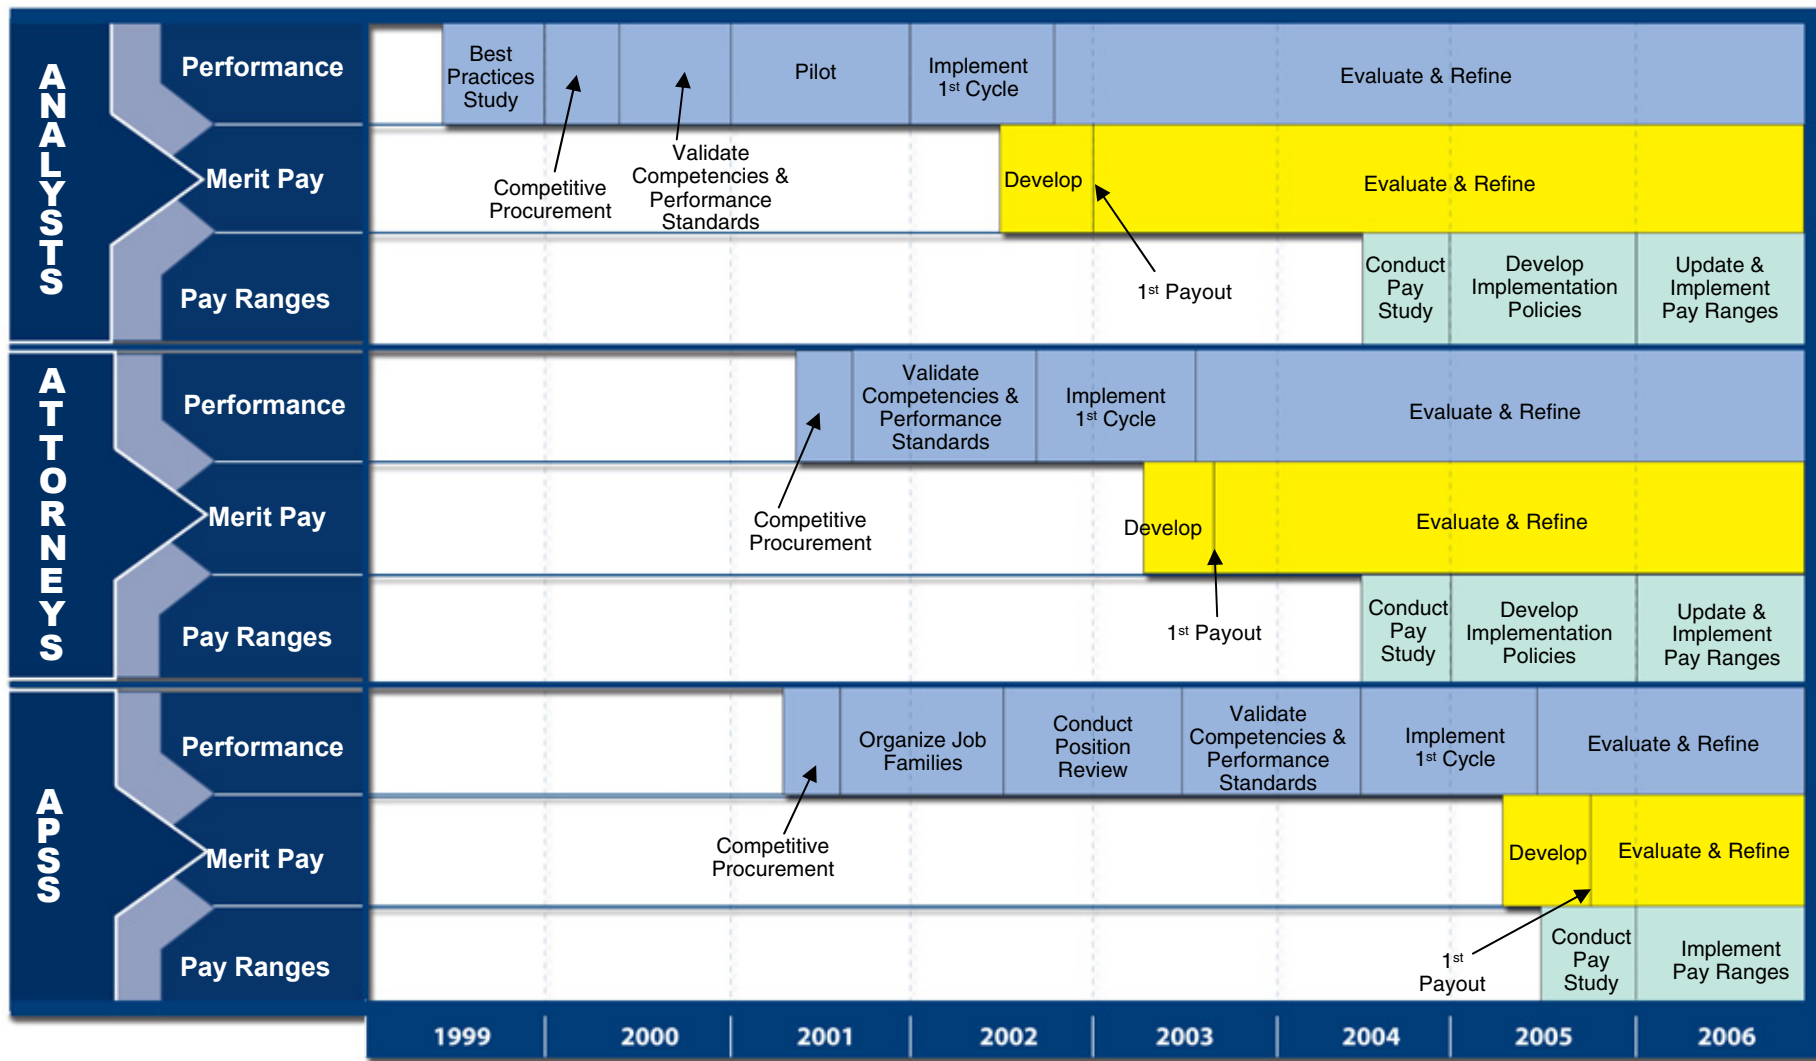 ANALYSTS
Performance
Best
Practices
Study
Pilot
Implement
1st Cycle
Evaluate & Refine
Merit Pay
Competitive
Procurement
Validate
Competencies &
Performance
Standards
Develop
Evaluate & Refine
1st Payout
Pay Ranges
Conduct
Pay
Study
Develop
Implementation
Policies
Update &
Implement
Pay Ranges
ATTORNEYS
Performance
Validate
Competencies &
Performance
Standards
Implement
1st Cycle
Evaluate & Refine
Merit Pay
Competitive
Procurement
Develop
Evaluate & Refine
1st Payout
Pay Ranges
Conduct
Pay
Study
Develop
Implementation
Policies
Update &
Implement
Pay Ranges
APSS
Performance
Organize Job
Families
Conduct
Position
Review
Validate
Competencies &
Performance
Standards
Implement
1st Cycle
Evaluate & Refine
Merit Pay
Competitive
Procurement
Develop
Evaluate & Refine
1st
Payout
Pay Ranges
Conduct
Pay
Study
Implement
Pay Ranges
1999 2000 2001 2002 2003 2004 2005 2006